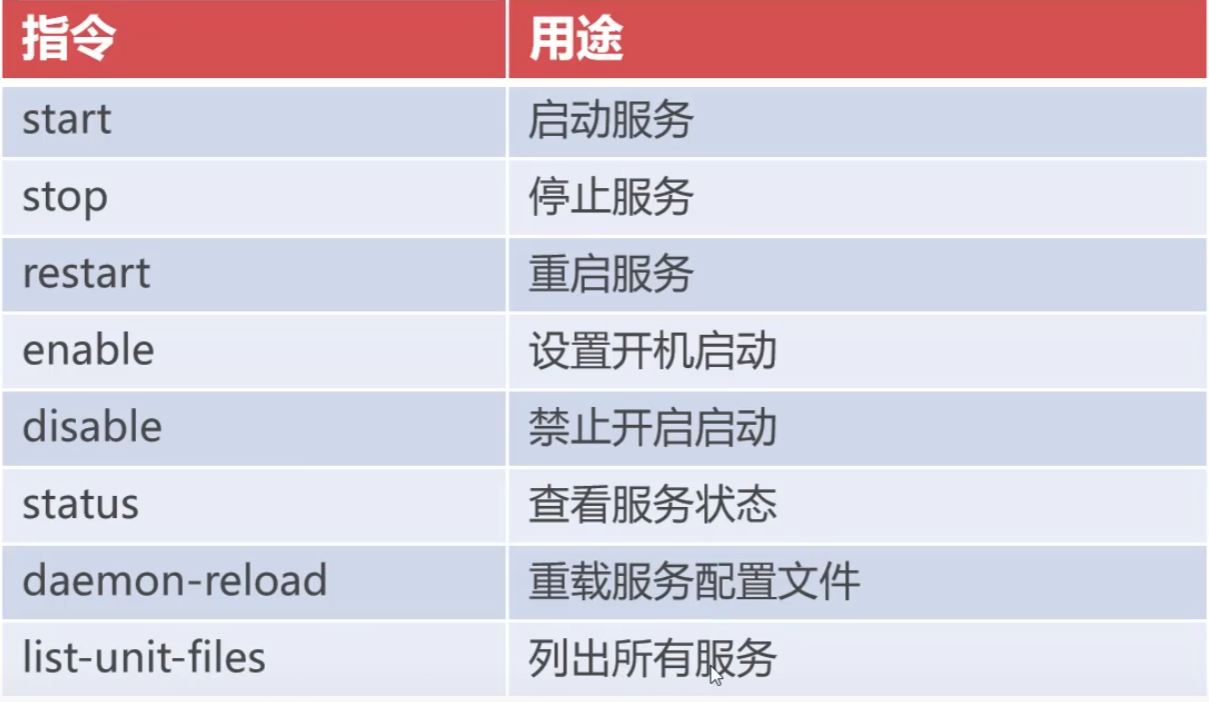 指令 用途
start 启动服务
stop 停止服务
restart 重启服务
enable 设置开机启动
disable 禁止开启启动
status 查看服务状态
daemon-reload 重载服务配置文件
list-unit-files 列出所有服务